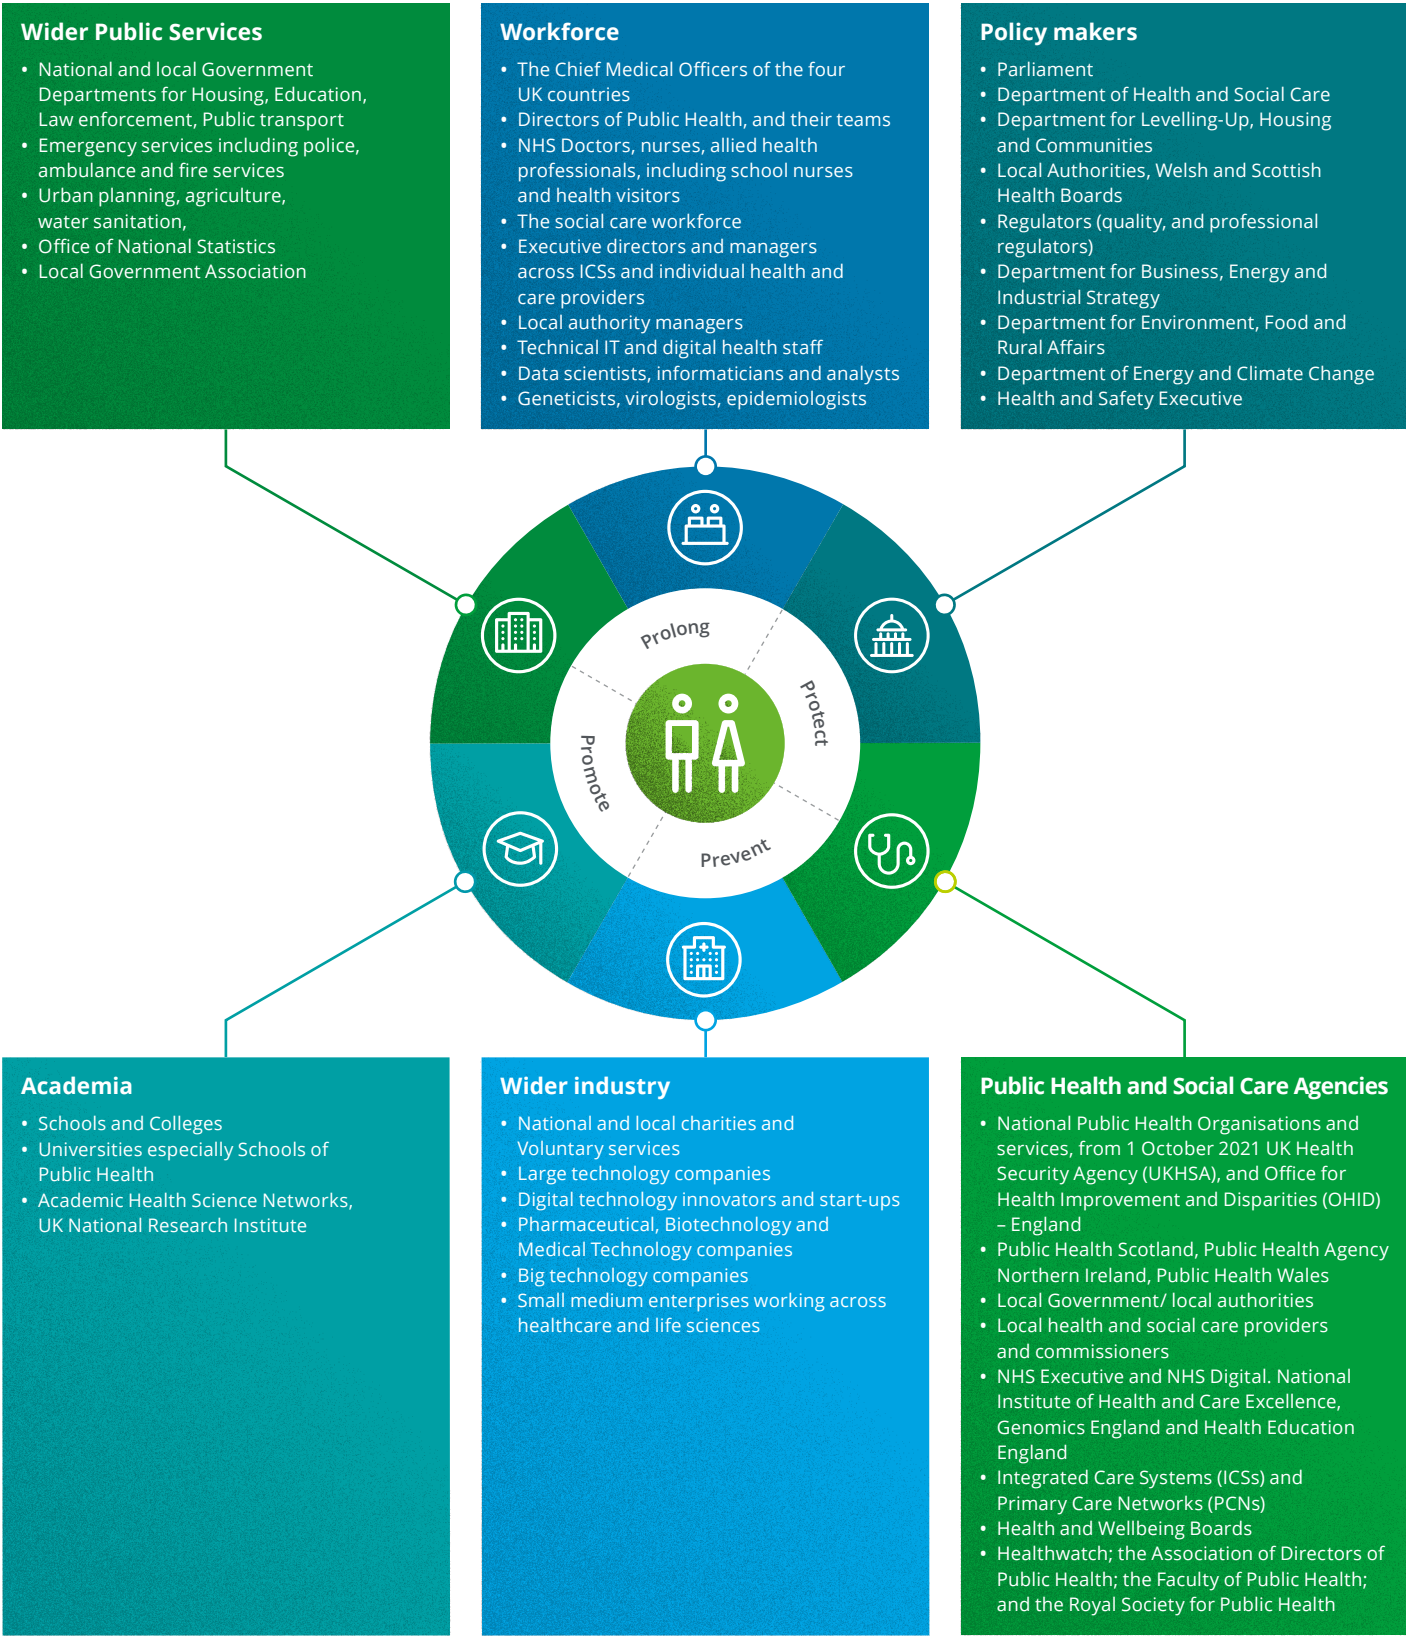 Wider Public Services
• National and local Government
Departments for Housing, Education,
Law enforcement, Public transport
• Emergency services including police,
ambulance and fire services
• Urban planning, agriculture,
water sanitation,
• Office of National Statistics
• Local Government Association
Workforce
• The Chief Medical Officers of the four
UK countries
• Directors of Public Health, and their teams
• NHS Doctors, nurses, allied health
professionals, including school nurses
and health visitors
• The social care workforce
• Executive directors and managers
across ICSs and individual health and
care providers
• Local authority managers
• Technical IT and digital health staff
• Data scientists, informaticians and analysts
• Geneticists, virologists, epidemiologists
Policy makers
• Parliament
• Department of Health and Social Care
• Department for Levelling-Up, Housing
and Communities
• Local Authorities, Welsh and Scottish
Health Boards
• Regulators (quality, and professional
regulators)
• Department for Business, Energy and
Industrial Strategy
• Department for Environment, Food and
Rural Affairs
• Department of Energy and Climate Change
• Health and Safety Executive
Prolong
Protect
Promote
Prevent
Academia
• Schools and Colleges
• Universities especially Schools of
Public Health
• Academic Health Science Networks,
UK National Research Institute
Wider industry
• National and local charities and
Voluntary services
• Large technology companies
• Digital technology innovators and start-ups
• Pharmaceutical, Biotechnology and
Medical Technology companies
• Big technology companies
• Small medium enterprises working across
healthcare and life sciences
Public Health and Social Care Agencies
• National Public Health Organisations and
services, from 1 October 2021 UK Health
Security Agency (UKHSA), and Office for
Health Improvement and Disparities (OHID)
– England
• Public Health Scotland, Public Health Agency
Northern Ireland, Public Health Wales
• Local Government/ local authorities
• Local health and social care providers
and commissioners
• NHS Executive and NHS Digital. National
Institute of Health and Care Excellence,
Genomics England and Health Education
England
• Integrated Care Systems (ICSs) and
Primary Care Networks (PCNs)
• Health and Wellbeing Boards
• Healthwatch; the Association of Directors of
Public Health; the Faculty of Public Health;
and the Royal Society for Public Health